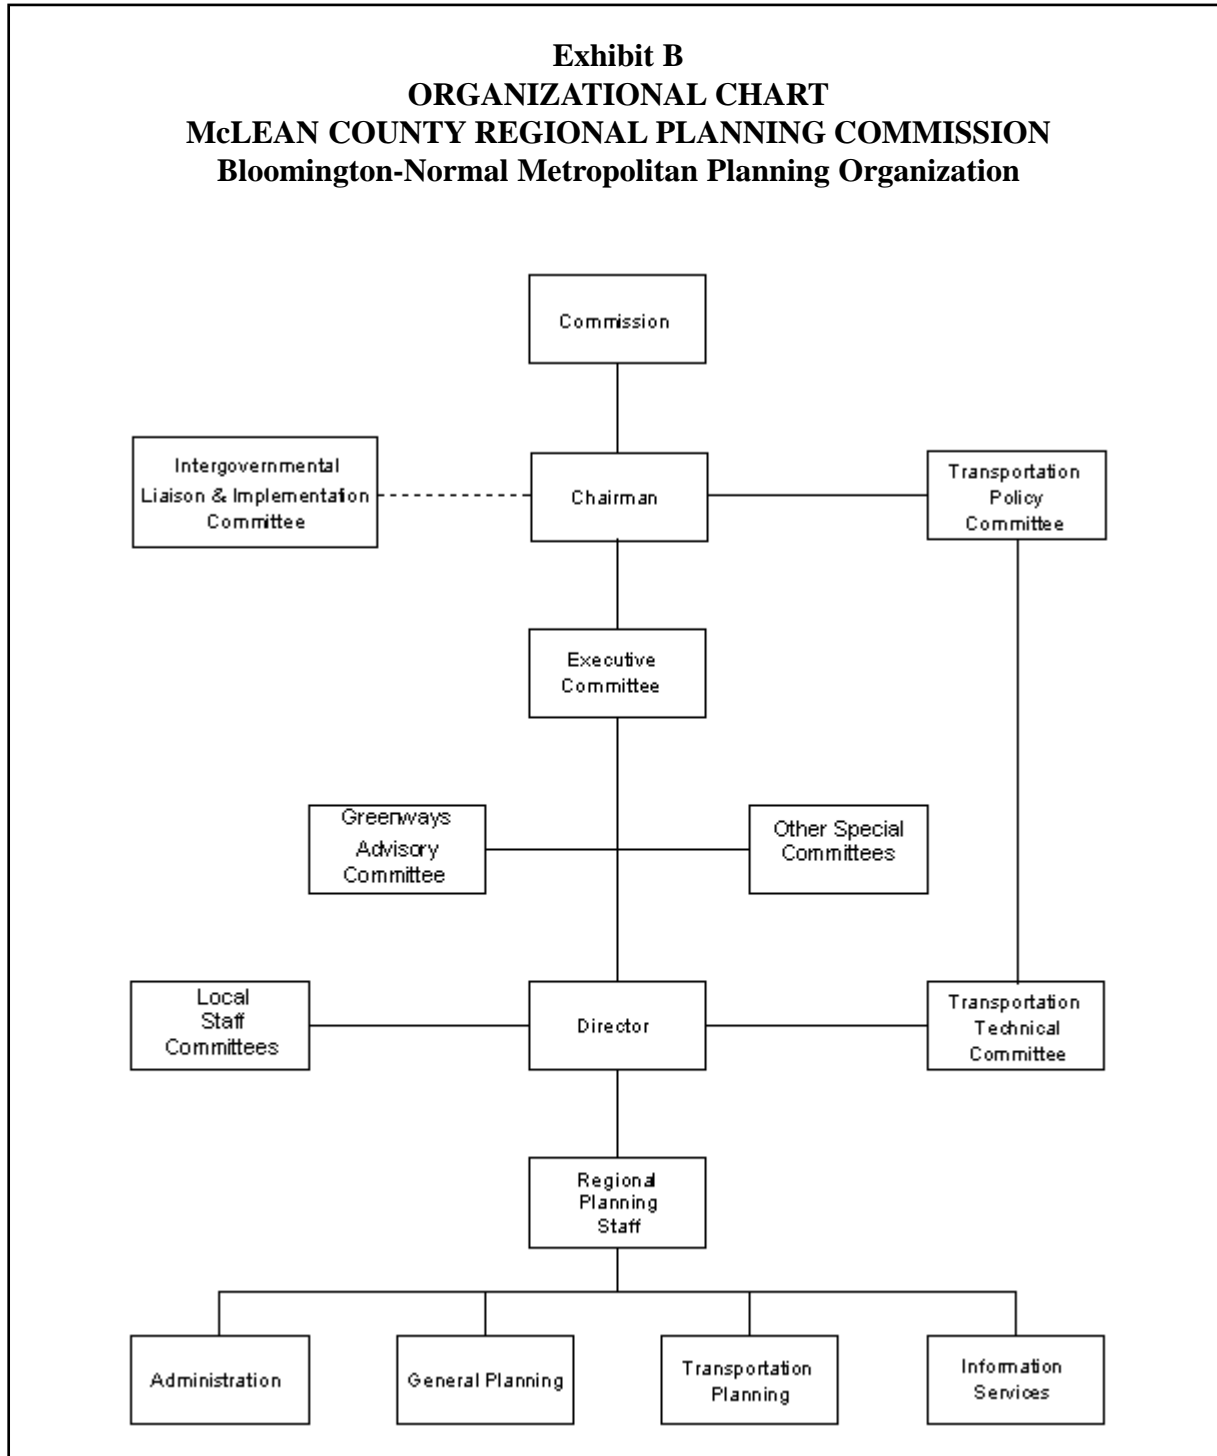 Exhibit B
ORGANIZATIONAL CHART
McLEAN COUNTY REGIONAL PLANNING COMMISSION
Bloomington-Normal Metropolitan Planning Organization
Commission
Intergovernmental
Liaison & Implementation
Committee
Chairman
Transportation
Policy
Committee
Executive
Committee
Greenways
Advisory
Committee
Other Special
Committees
Local
Staff
Committees
Director
Transportation
Technical
Committee
Regional
Planning
Staff
Administration
General Planning
Transportation
Planning
Information
Services